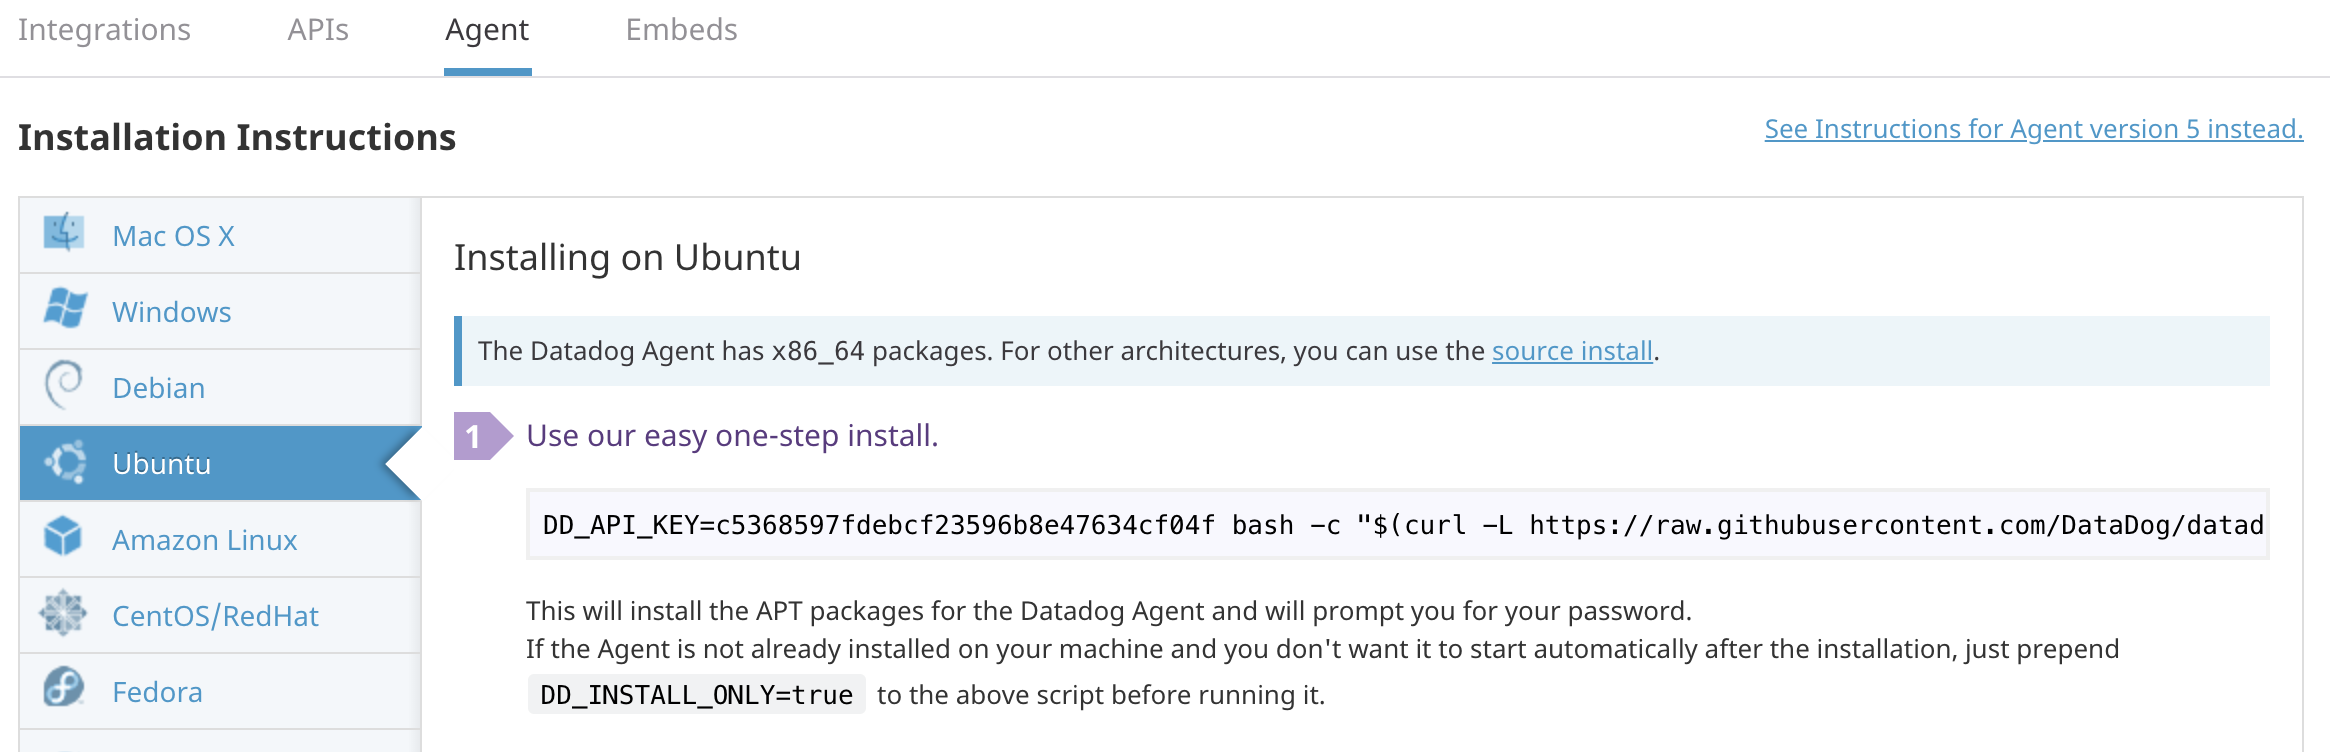 Integrations APIs Agent Embeds
Installation Instructions
See Instructions for Agent version 5 instead.
Mac OS X
Windows
Debian
Ubuntu
Amazon Linux
CentOS/RedHat
Fedora
Installing on Ubuntu
The Datadog Agent has x86_64 packages. For other architectures, you can use the source install.
1 Use our easy one-step install.
DD_API_KEY=c5368597fdebcf23596b8e47634cf04f bash -c "$(curl -L https://raw.githubusercontent.com/DataDog/datad
This will install the APT packages for the Datadog Agent and will prompt you for your password.
If the Agent is not already installed on your machine and you don't want it to start automatically after the installation, just prepend
DD_INSTALL_ONLY=true to the above script before running it.